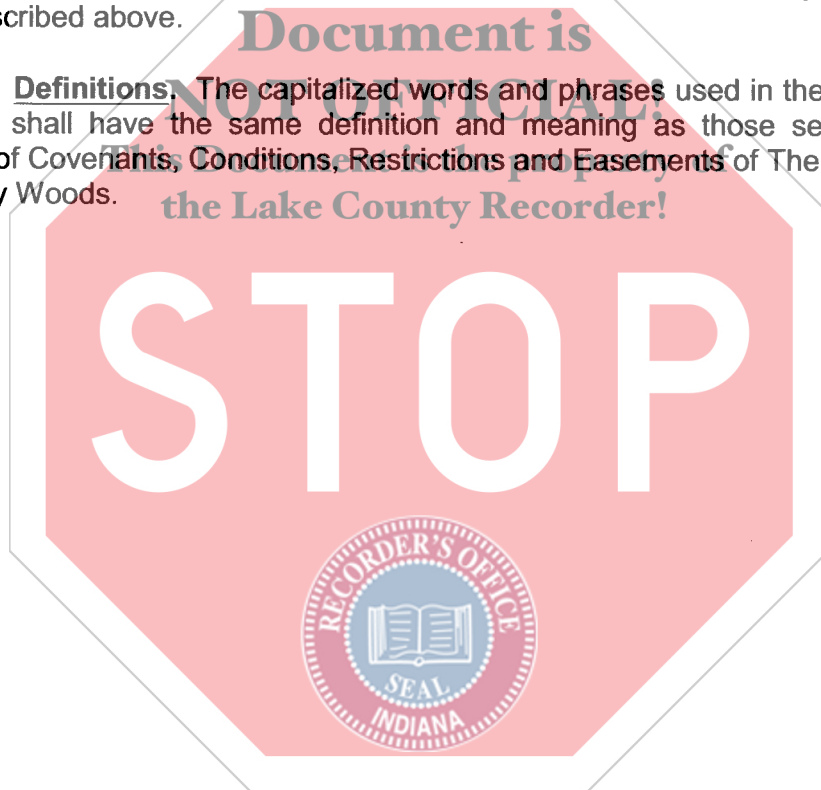 scribed above.
Document is
Definitions. The capitalized words and phrases used in the
NOT OFFICIAL!
shall have the same definition and meaning as those se
of Covenants, Conditions, Restrictions and Easements of The
This Document is the property of
y Woods.
the Lake County Recorder!
STOP
RECORDER'S OFFICE
SEAL
INDIANA